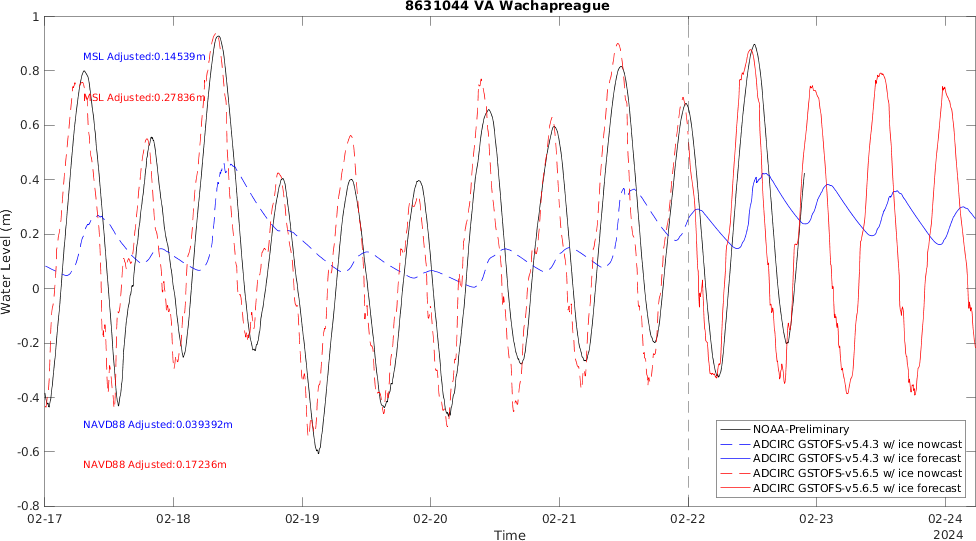 8631044 VA Wachapreague
1
0.8
0.6
0.4
0.2
0
-0.2
-0.4
-0.6
-0.8
Water Level (m)
MSL Adjusted:0.14539m
MSL Adjusted:0.27836m
NAVD88 Adjusted:0.039392m
NAVD88 Adjusted:0.17236m
NOAA-Preliminary
ADCIRC GSTOFS-v5.4.3 w/ ice nowcast
ADCIRC GSTOFS-v5.4.3 w/ ice forecast
ADCIRC GSTOFS-v5.6.5 w/ ice nowcast
ADCIRC GSTOFS-v5.6.5 w/ ice forecast
02-17 02-18 02-19 02-20 02-21 02-22 02-23 02-24
Time
2024